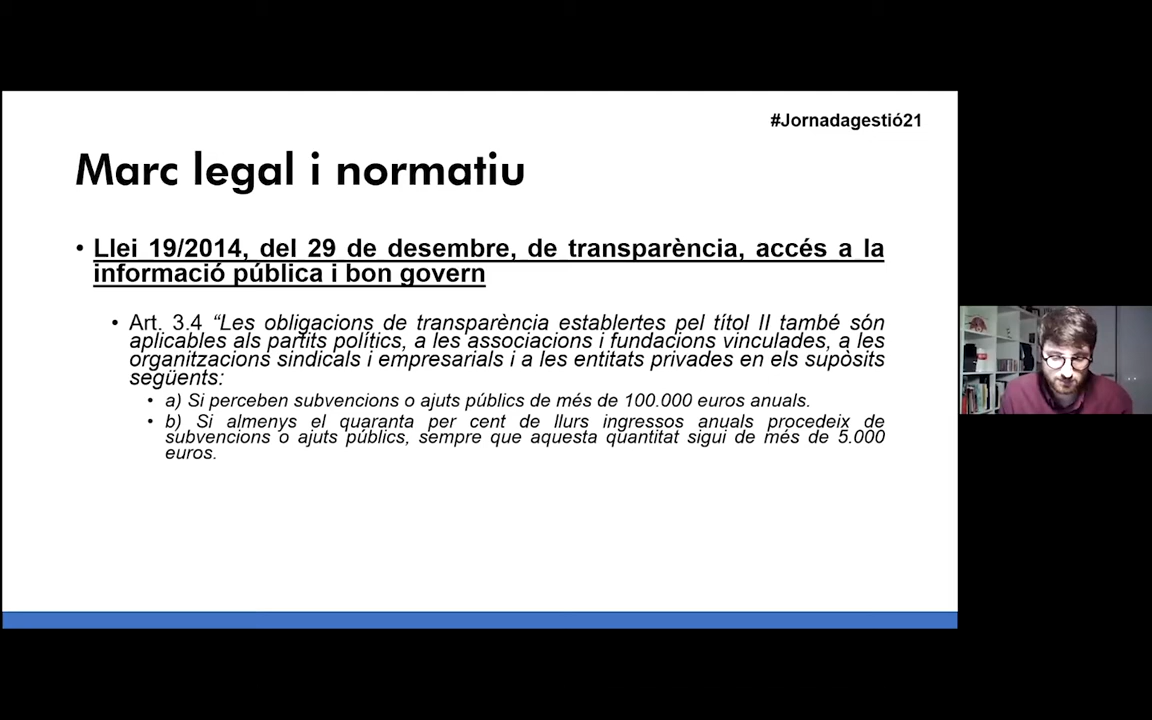 #Jornadagestió21
Marc legal i normatiu
• Llei 19/2014, del 29 de desembre, de transparència, accés a la
informació pública i bon govern
• Art. 3.4 “Les obligacions de transparència establertes pel títol II també són
aplicables als partits polítics, a les associacions i fundacions vinculades, a les
organitzacions sindicals i empresarials i a les entitats privades en els supòsits
següents:
• a) Si perceben subvencions o ajuts públics de més de 100.000 euros anuals.
• b) Si almenys el quaranta per cent de llurs ingressos anuals procedeix de
subvencions o ajuts públics, sempre que aquesta quantitat sigui de més de 5.000
euros.